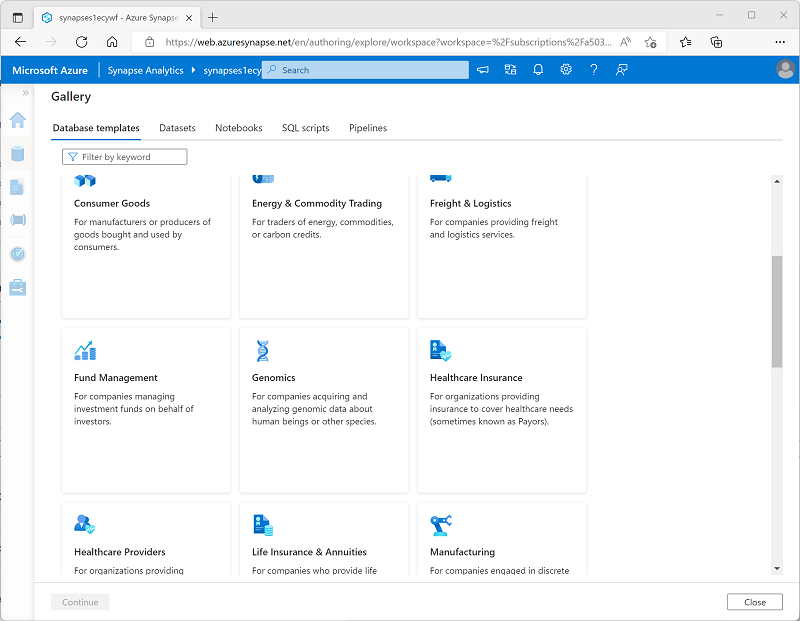 synapses1ecywf - Azure Synapse
https://web.azuresynapse.net/en/authoring/explore/workspace?workspace=%2Fsubscriptions%2Fa503...
Microsoft Azure
Synapse Analytics
synapses1ecy
Search
Gallery
Database templates
Datasets
Notebooks
SQL scripts
Pipelines
Filter by keyword
Consumer Goods
For manufacturers or producers of
goods bought and used by
consumers.
Energy & Commodity Trading
For traders of energy, commodities,
or carbon credits.
Freight & Logistics
For companies providing freight
and logistics services.
Fund Management
For companies managing
investment funds on behalf of
investors.
Genomics
For companies acquiring and
analyzing genomic data about
human beings or other species.
Healthcare Insurance
For organizations providing
insurance to cover healthcare needs
(sometimes known as Payors).
Healthcare Providers
For organizations providing
Life Insurance & Annuities
For companies who provide life
Manufacturing
For companies engaged in discrete
Continue
Close